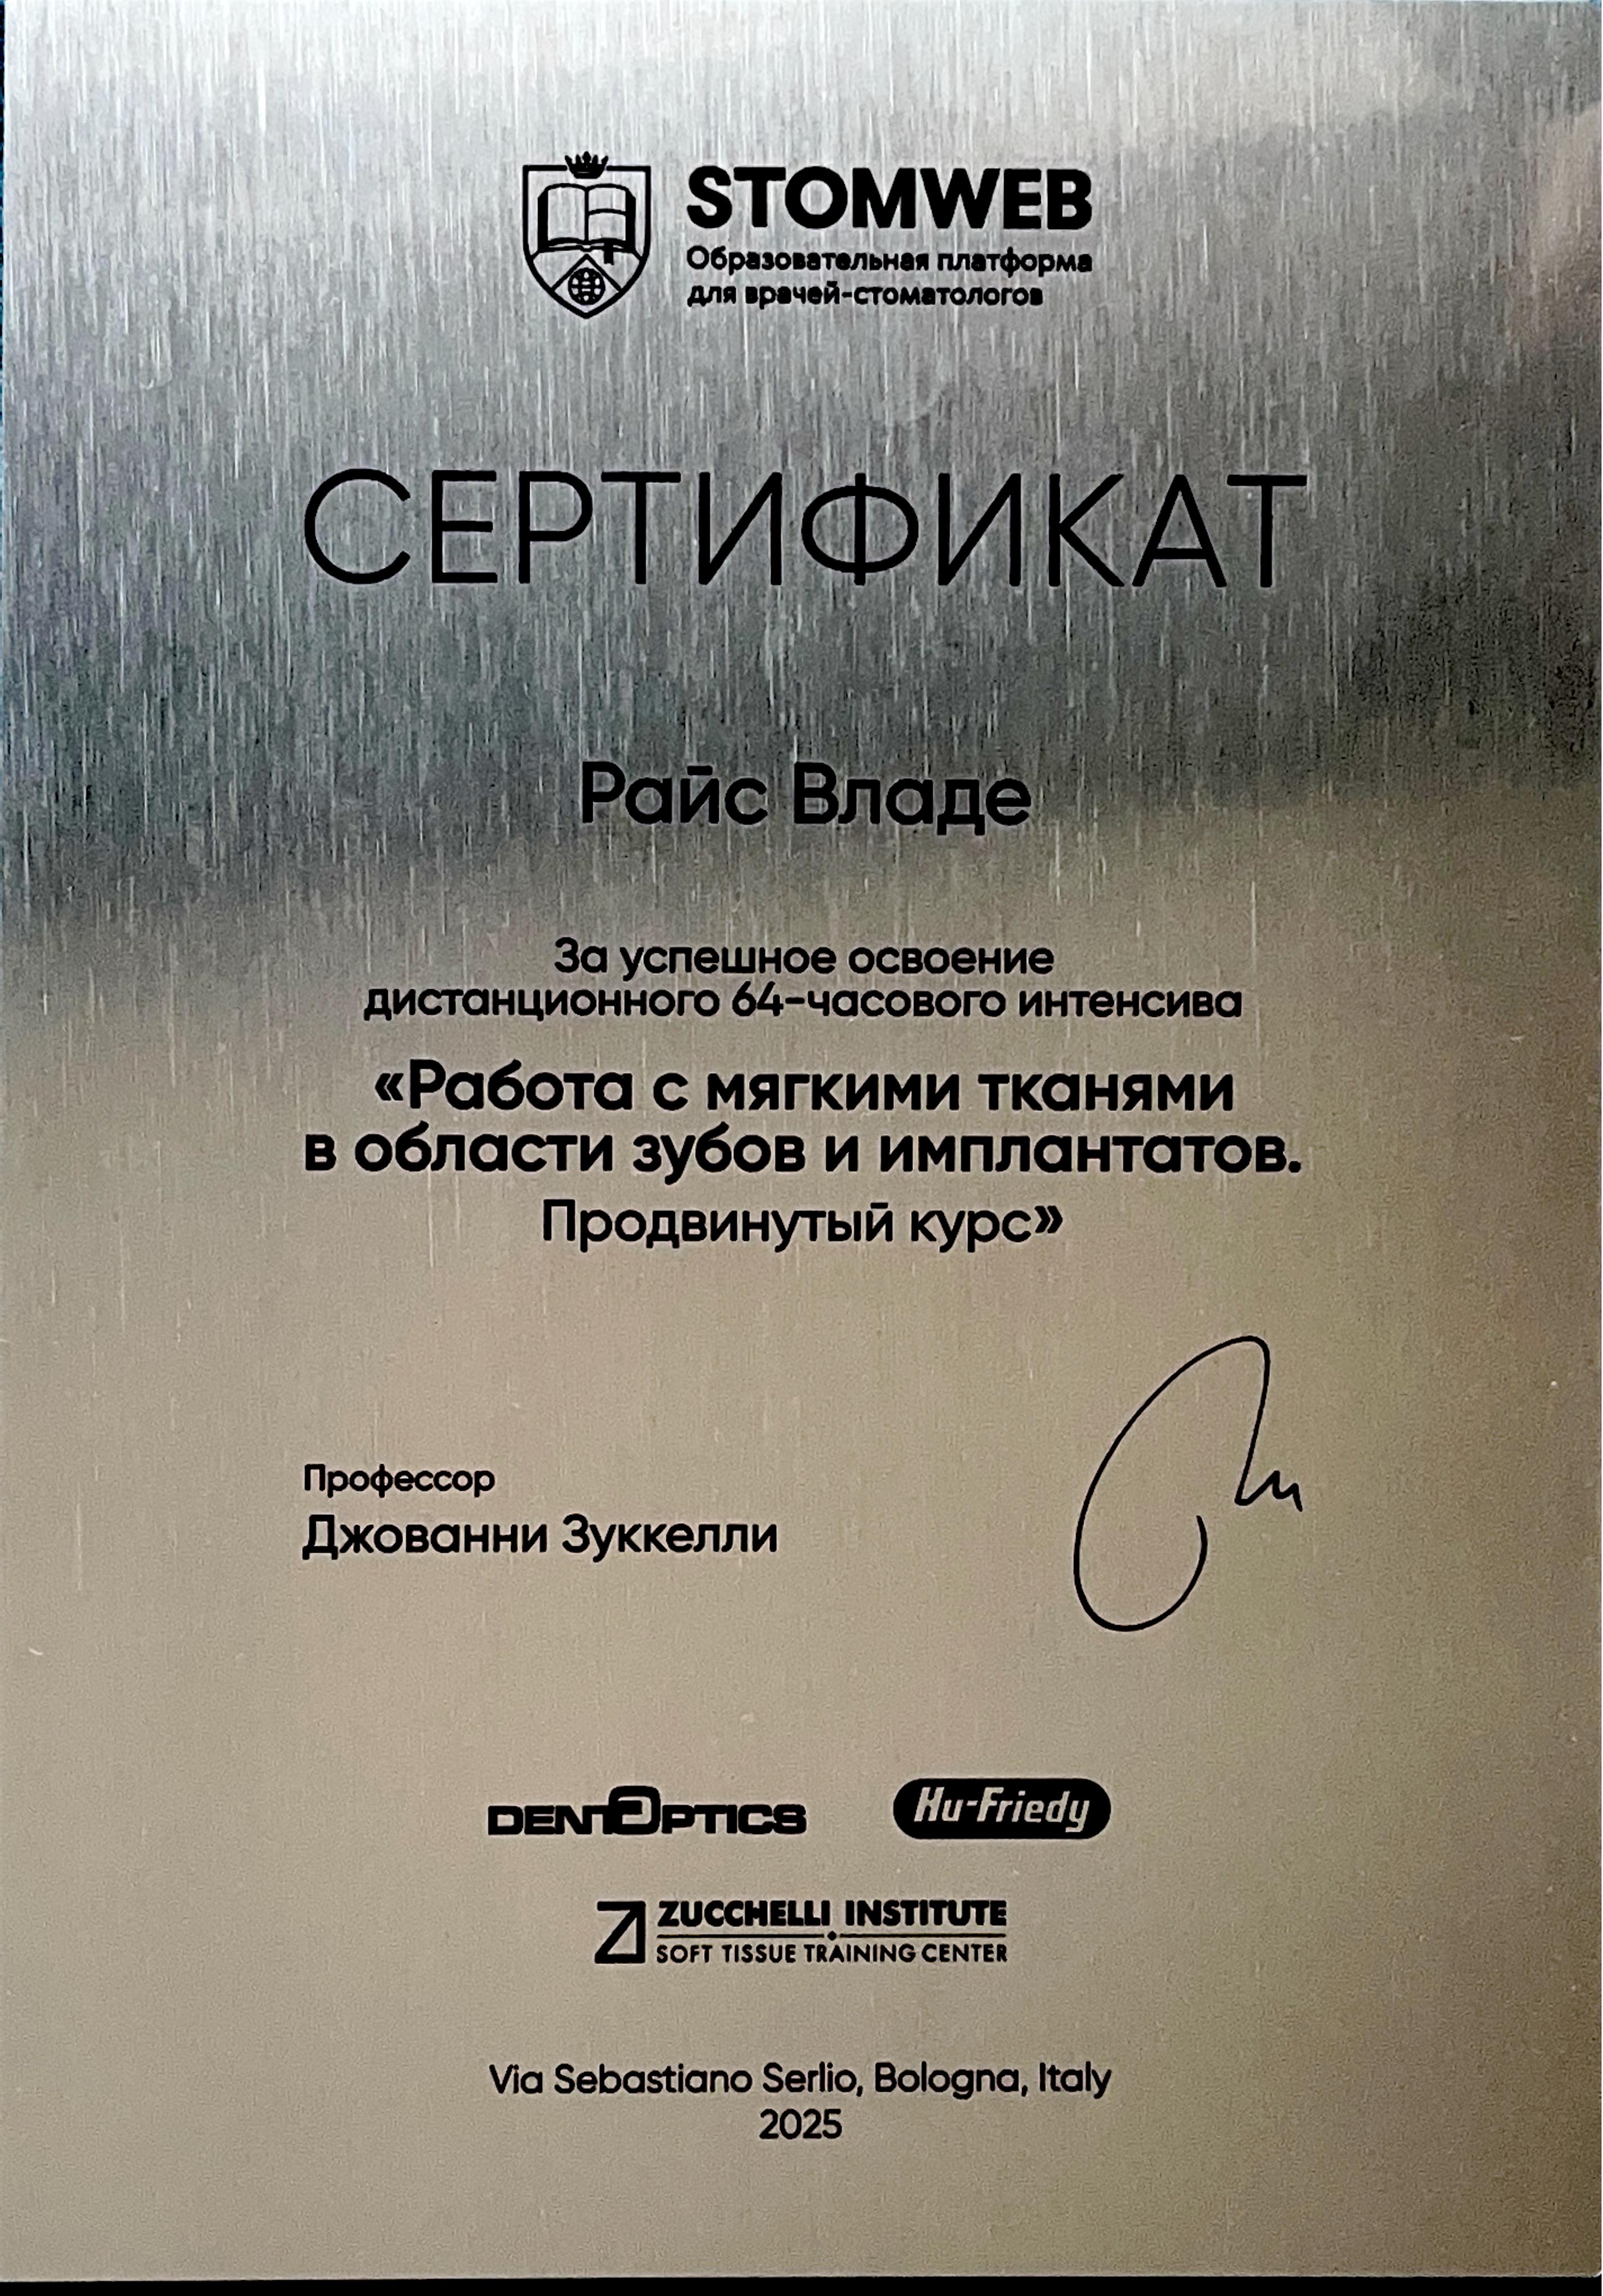 STOMWEB
Образовательная платформа
для врачей-стоматологов
СЕРТИФИКАТ
Райс Владе
За успешное освоение
дистанционного 64-часового интенсива
«Работа с мягкими тканями
в области зубов и имплантатов.
Продвинутый курс»
Профессор
Джованни Зуккелли
DENTOPTICS
Hu-Friedy
ZUCCHELLI INSTITUTE
SOFT TISSUE TRAINING CENTER
Via Sebastiano Serlio, Bologna, Italy
2025